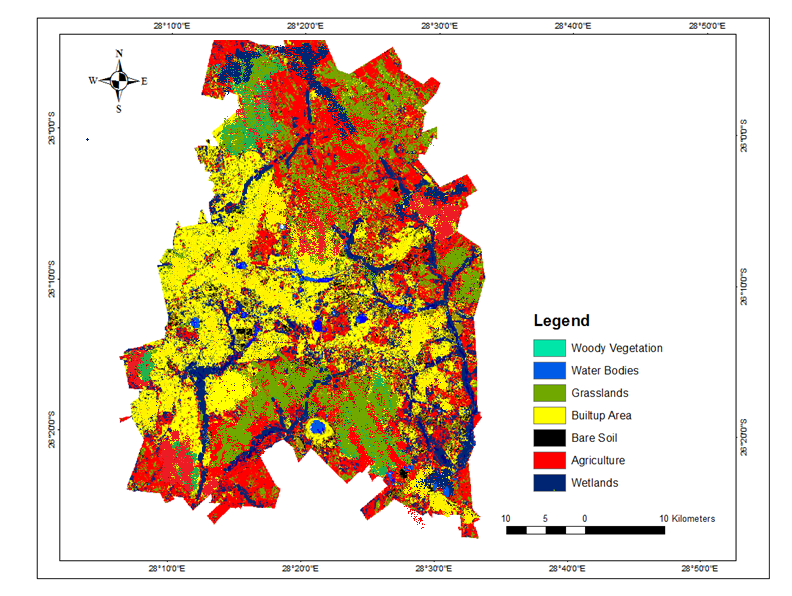 28°10'0"E 28°20'0"E 28°30'0"E 28°40'0"E 28°50'0"E
N
W E
S
26°0'0"S 26°0'0"S
26°10'0"S 26°10'0"S
26°20'0"S 26°20'0"S
Legend
Woody Vegetation
Water Bodies
Grasslands
Builtup Area
Bare Soil
Agriculture
Wetlands
10 5 0 10 Kilometers
28°10'0"E 28°20'0"E 28°30'0"E 28°40'0"E 28°50'0"E